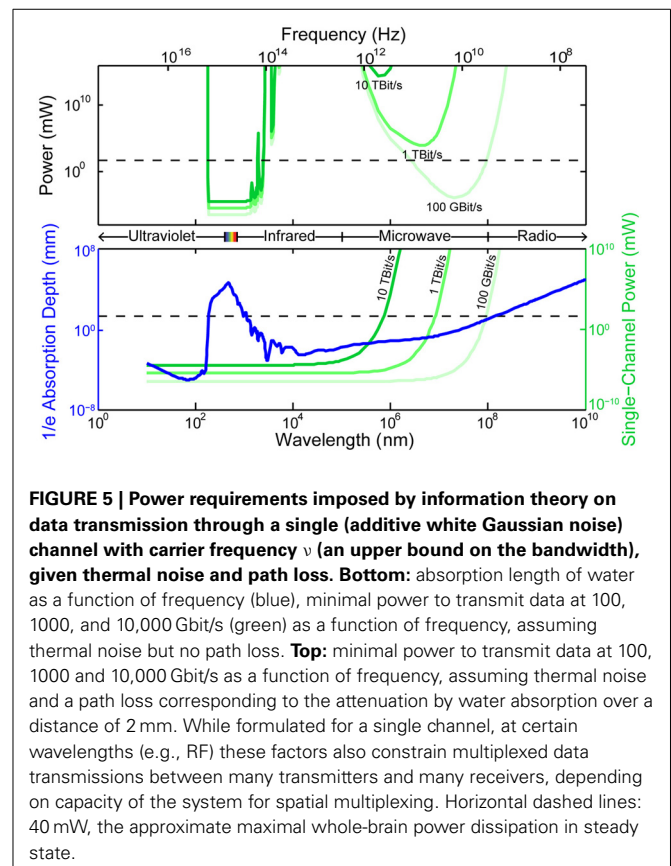 Frequency (Hz)
10^16 10^14 10^12 10^10 10^8
Power (mW)
10^10
10^0
10 TBit/s
1 TBit/s
100 GBit/s
Ultraviolet Infrared Microwave Radio
1/e Absorption Depth (mm)
10^8
10^0
10^-8
10 TBit/s
1 TBit/s
100 GBit/s
10^10
10^0
10^-10
Single-Channel Power (mW)
10^0 10^2 10^4 10^6 10^8 10^10
Wavelength (nm)
FIGURE 5 | Power requirements imposed by information theory on
data transmission through a single (additive white Gaussian noise)
channel with carrier frequency ν (an upper bound on the bandwidth),
given thermal noise and path loss. Bottom: absorption length of water
as a function of frequency (blue), minimal power to transmit data at 100,
1000, and 10,000 Gbit/s (green) as a function of frequency, assuming
thermal noise but no path loss. Top: minimal power to transmit data at 100,
1000 and 10,000 Gbit/s as a function of frequency, assuming thermal noise
and a path loss corresponding to the attenuation by water absorption over a
distance of 2 mm. While formulated for a single channel, at certain
wavelengths (e.g., RF) these factors also constrain multiplexed data
transmissions between many transmitters and many receivers, depending
on capacity of the system for spatial multiplexing. Horizontal dashed lines:
40 mW, the approximate maximal whole-brain power dissipation in steady
state.